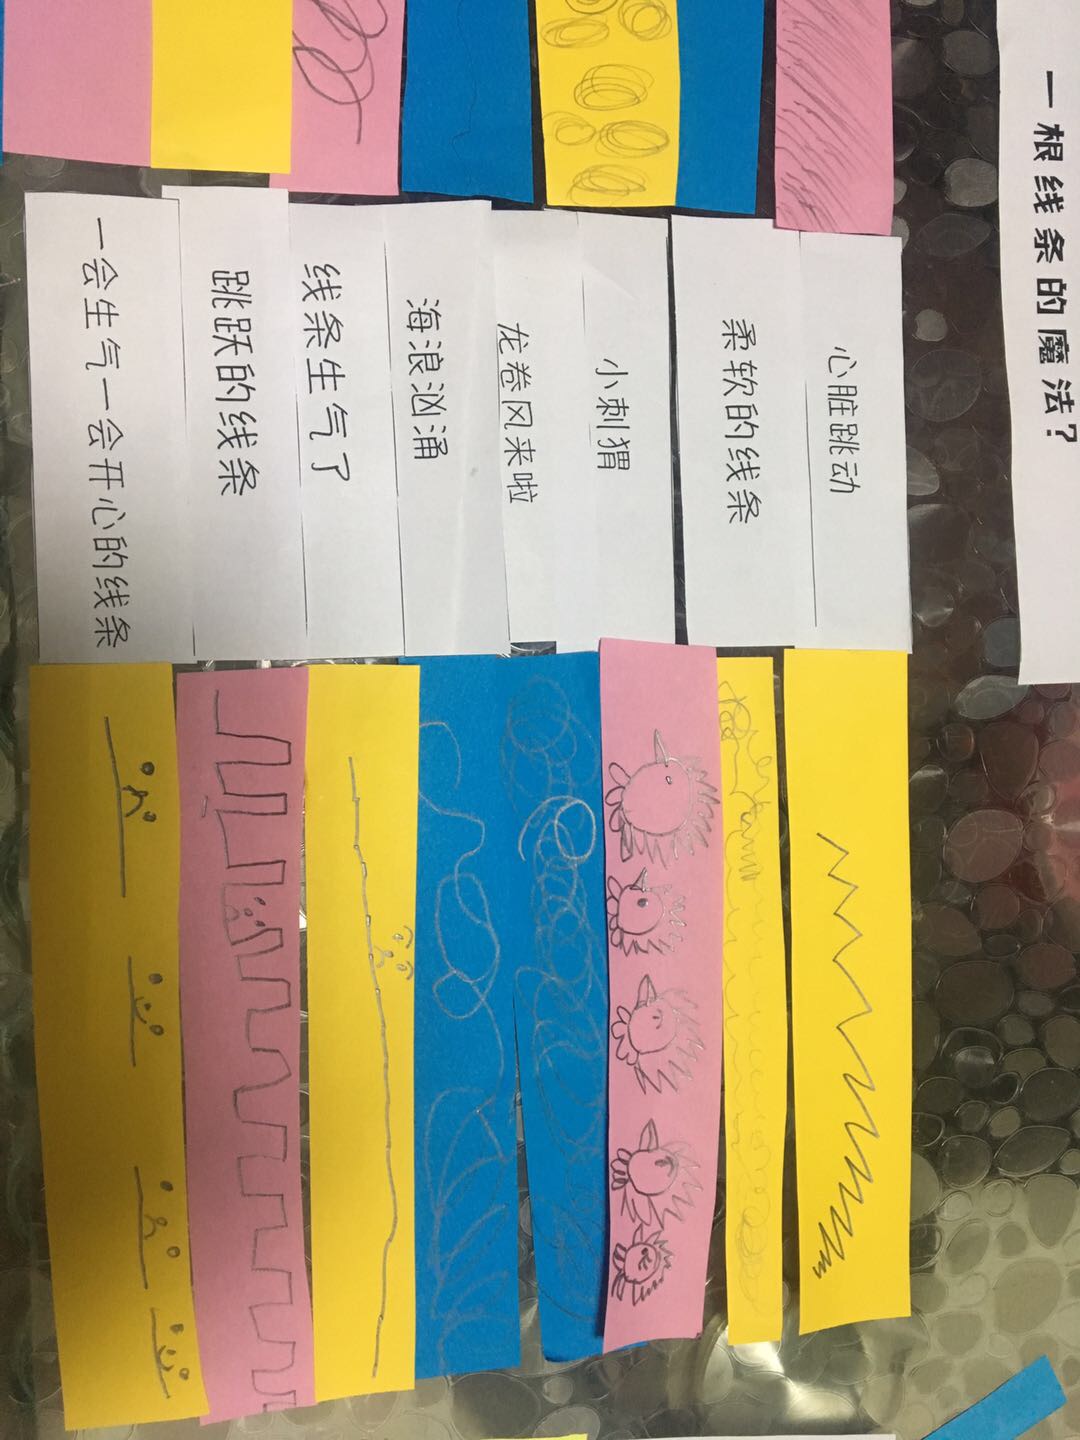 一根线条的魔法?
心脏跳动
柔软的线条
小刺猬
龙卷风来啦
海浪汹涌
线条生气了
跳跃的线条
一会生气一会开心的线条